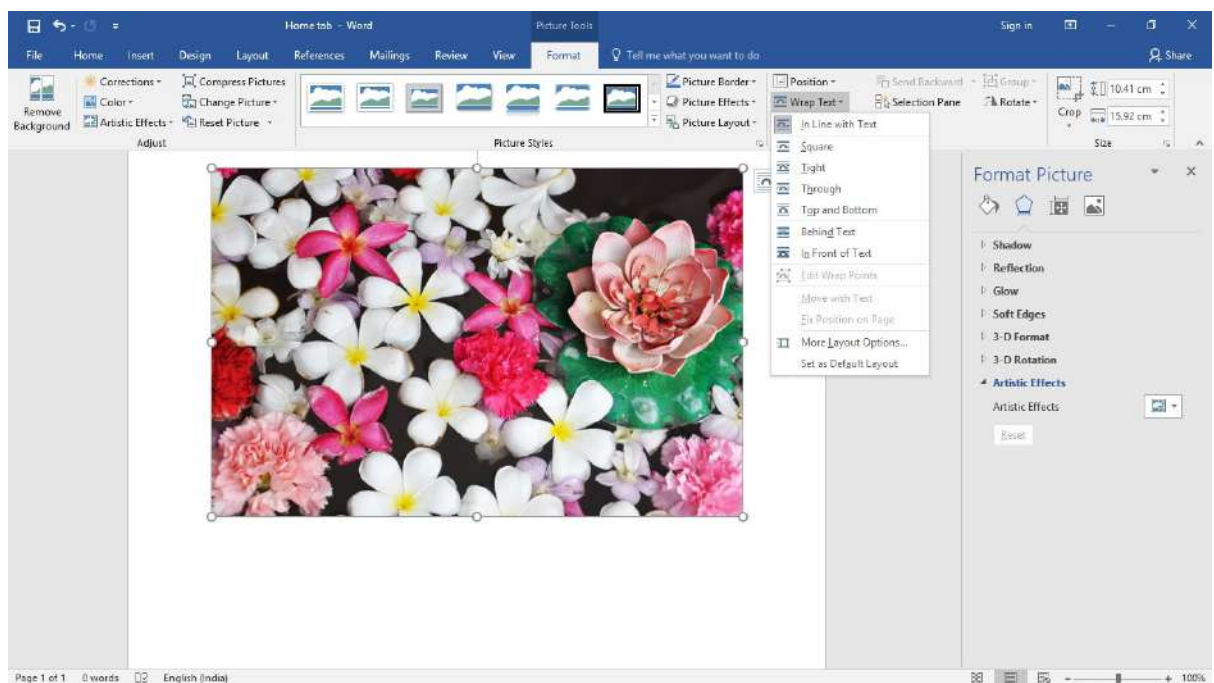 Home tab - Word
Picture Tools
Sign in
File Home Insert Design Layout References Mailings Review View Format Tell me what you want to do Share
Remove Background
Corrections
Color
Artistic Effects
Compress Pictures
Change Picture
Reset Picture
Adjust
Picture Styles
Picture Border
Picture Effects
Picture Layout
Position
Wrap Text
Send Backward
Selection Pane
Group
Rotate
Crop
10.41 cm
15.92 cm
Size
In Line with Text
Square
Tight
Through
Top and Bottom
Behind Text
In Front of Text
Edit Wrap Points
Move with Text
Fix Position on Page
More Layout Options...
Set as Default Layout
Format Picture
Shadow
Reflection
Glow
Soft Edges
3-D Format
3-D Rotation
Artistic Effects
Artistic Effects
Reset
Page 1 of 1 0 words English (India) 100%